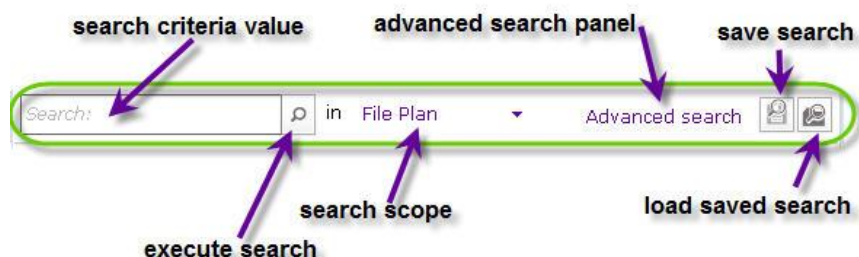 search criteria value
advanced search panel
save search
Search:
in
File Plan
Advanced search
search scope
load saved search
execute search